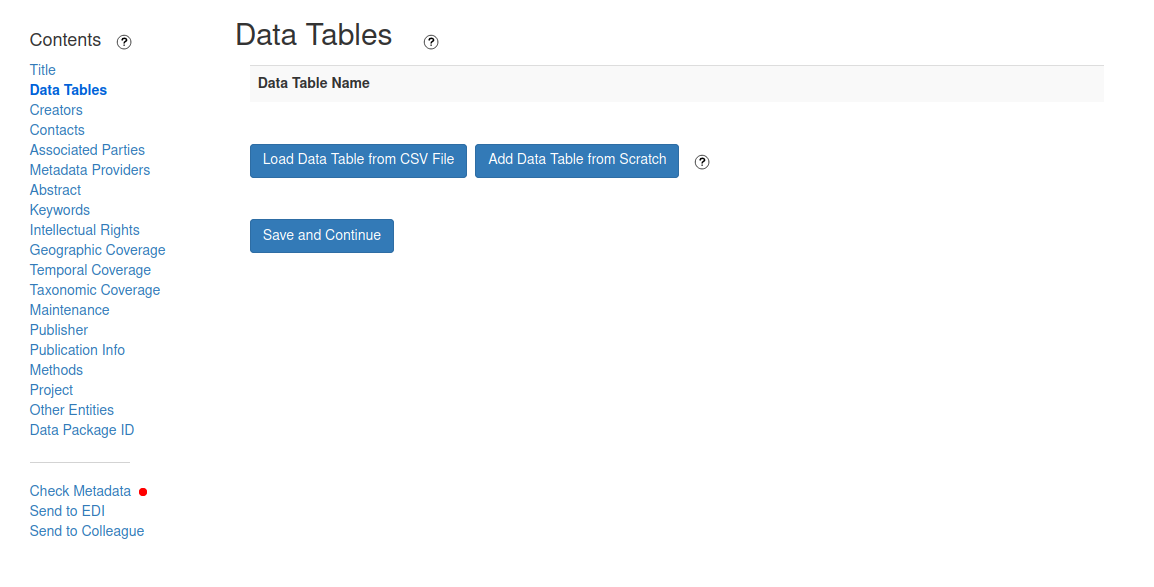 Contents ?
Title
Data Tables
Creators
Contacts
Associated Parties
Metadata Providers
Abstract
Keywords
Intellectual Rights
Geographic Coverage
Temporal Coverage
Taxonomic Coverage
Maintenance
Publisher
Publication Info
Methods
Project
Other Entities
Data Package ID
Check Metadata
Send to EDI
Send to Colleague
Data Tables ?
Data Table Name
Load Data Table from CSV File Add Data Table from Scratch ?
Save and Continue